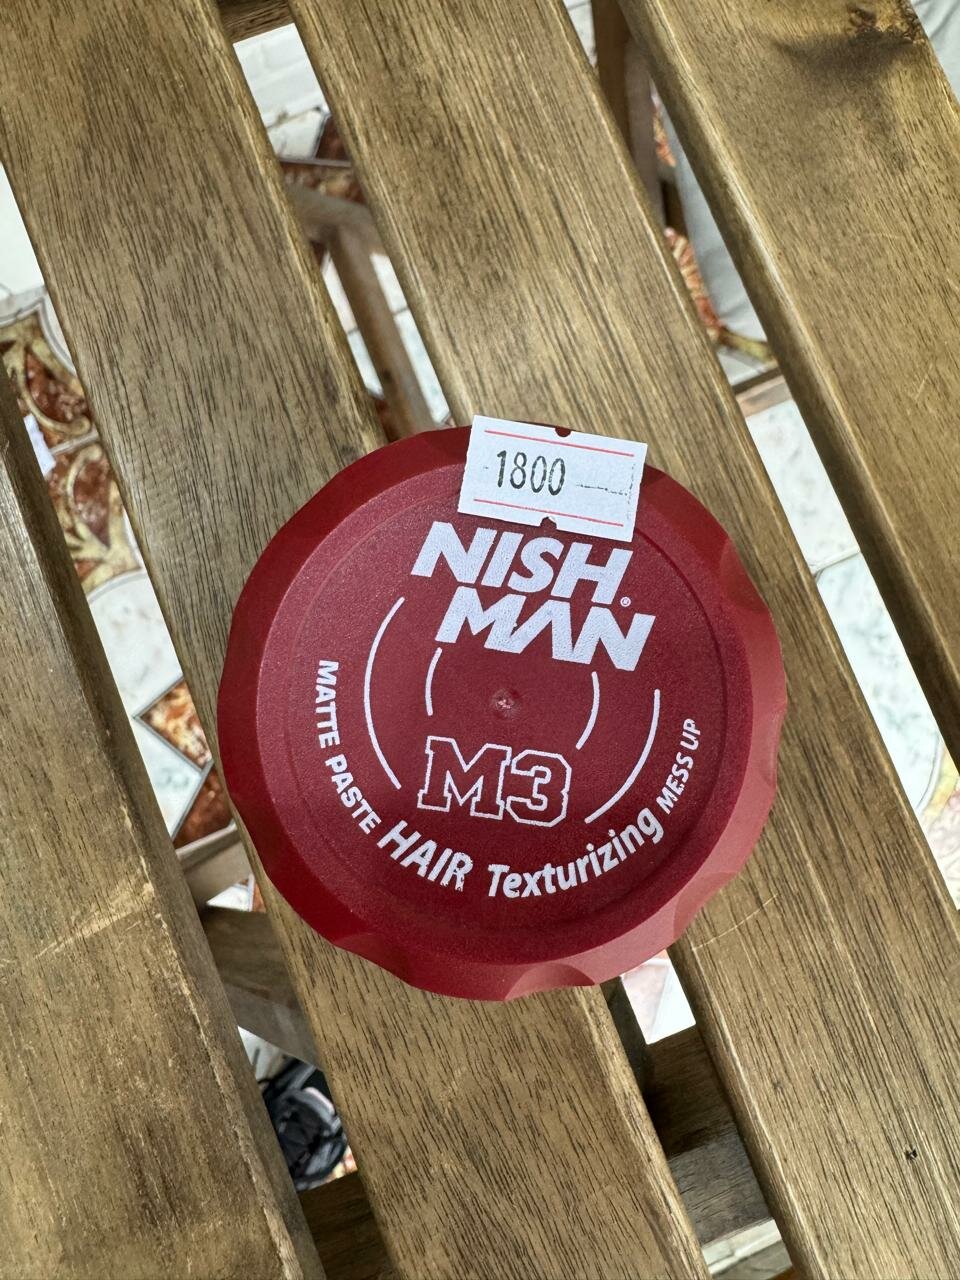 1800
NISH
MAN®
M3
MATTE PASTE HAIR Texturizing MESS UP